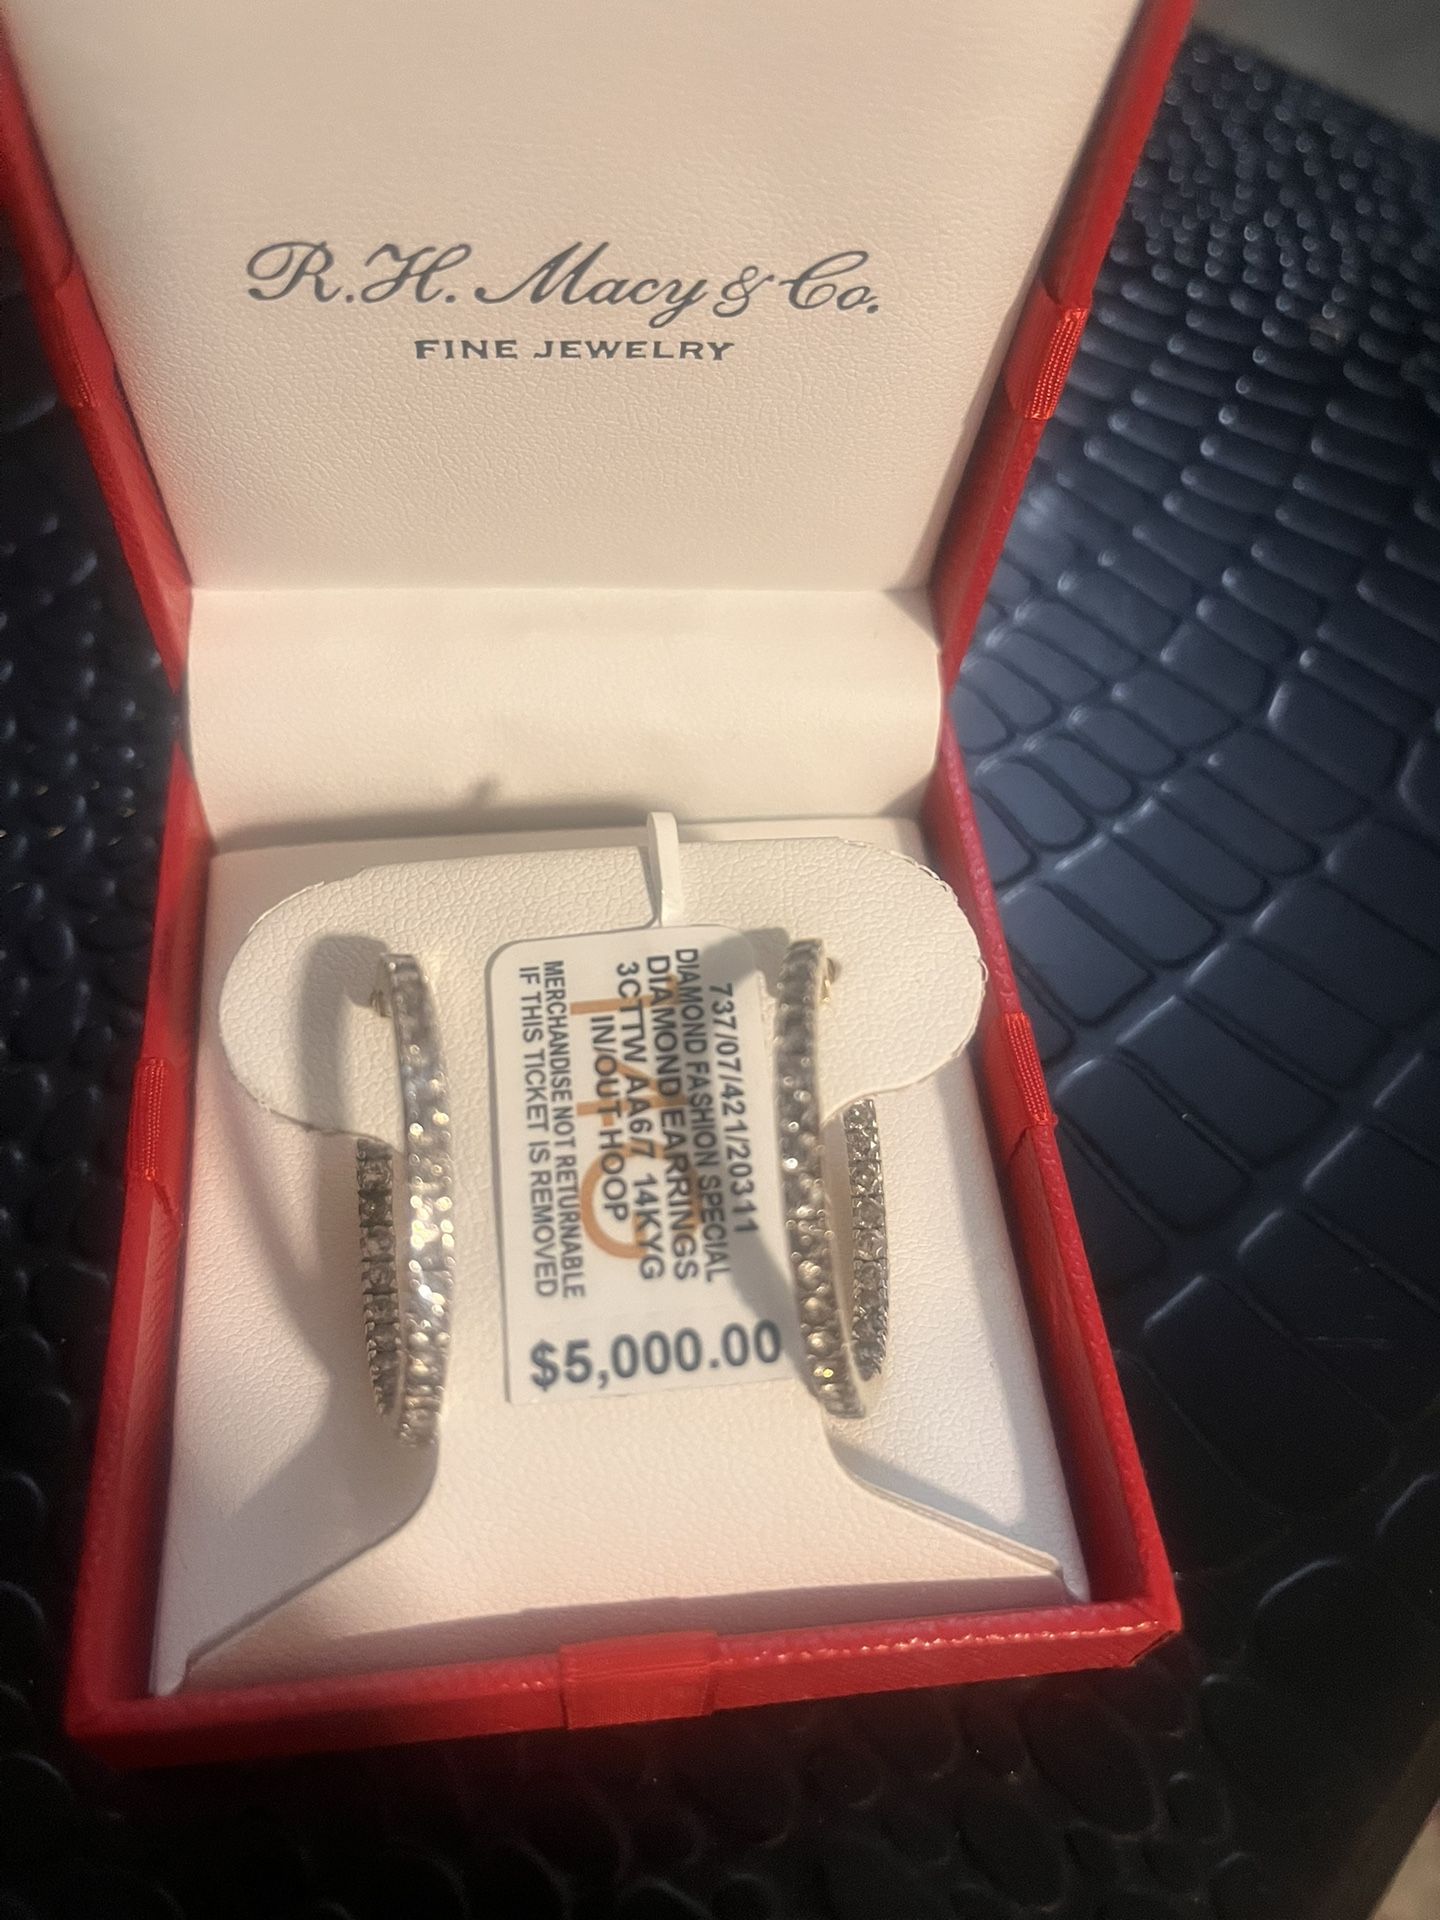 R.H. Macy & Co.
FINE JEWELRY
737/07/421/20311
DIAMOND FASHION SPECIAL
DIAMOND EARRINGS
3CTTW AA6/7 14KYG
IN/OUT HOOP
MERCHANDISE NOT RETURNABLE
IF THIS TICKET IS REMOVED
$5,000.00